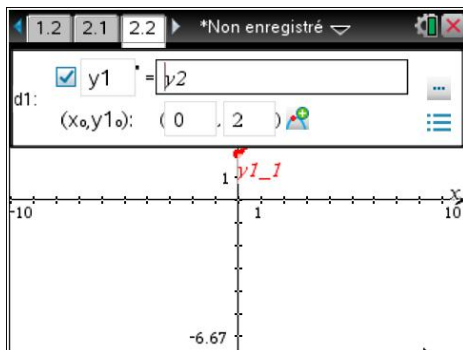 1.2 2.1 2.2 *Non enregistré
y1 ' = y2
d1:
(x₀,y1₀): ( 0 , 2 )
...
1 y1_1
x
-10 1 10
-6.67